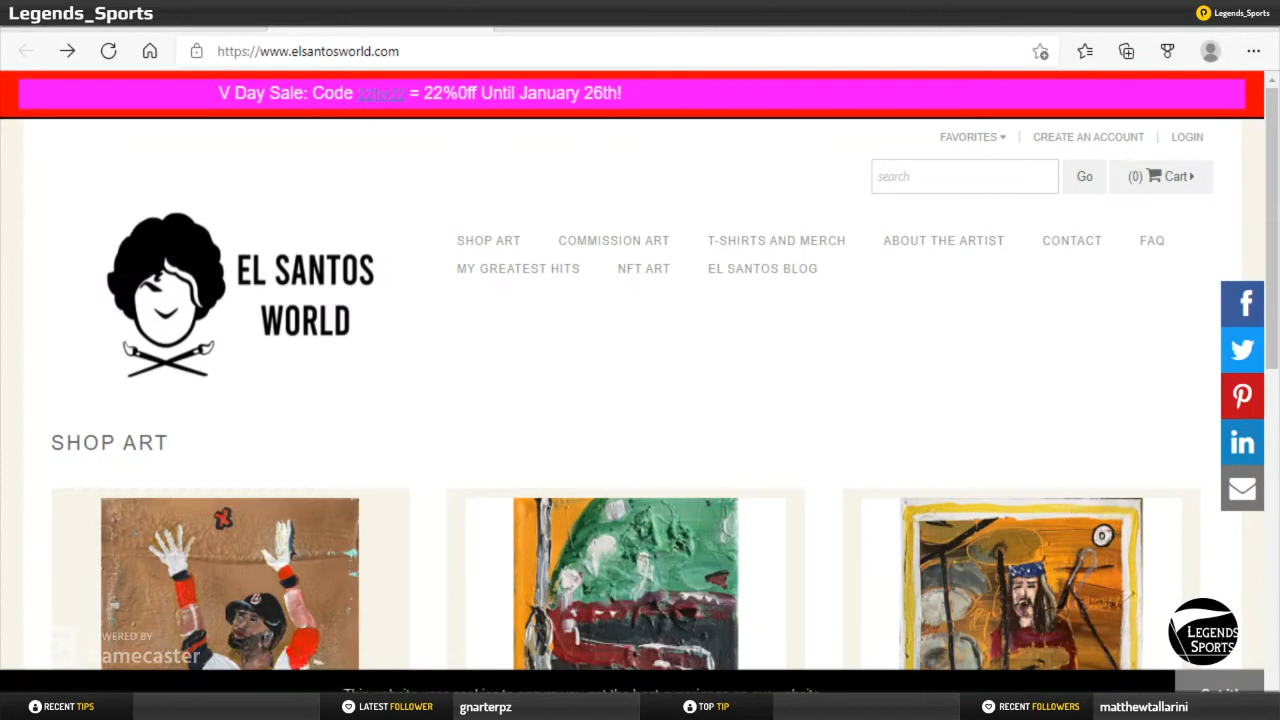 Legends_Sports
Legends_Sports
https://www.elsantosworld.com
V Day Sale: Code = 22%0ff Until January 26th!
FAVORITES | CREATE AN ACCOUNT | LOGIN
search
Go
(0) Cart
EL SANTOS
WORLD
SHOP ART COMMISSION ART T-SHIRTS AND MERCH ABOUT THE ARTIST CONTACT FAQ
MY GREATEST HITS NFT ART EL SANTOS BLOG
SHOP ART
LEGENDS
SPORTS
RECENT TIPS
LATEST FOLLOWER
gnarterpz
TOP TIP
RECENT FOLLOWERS
matthewtallarini